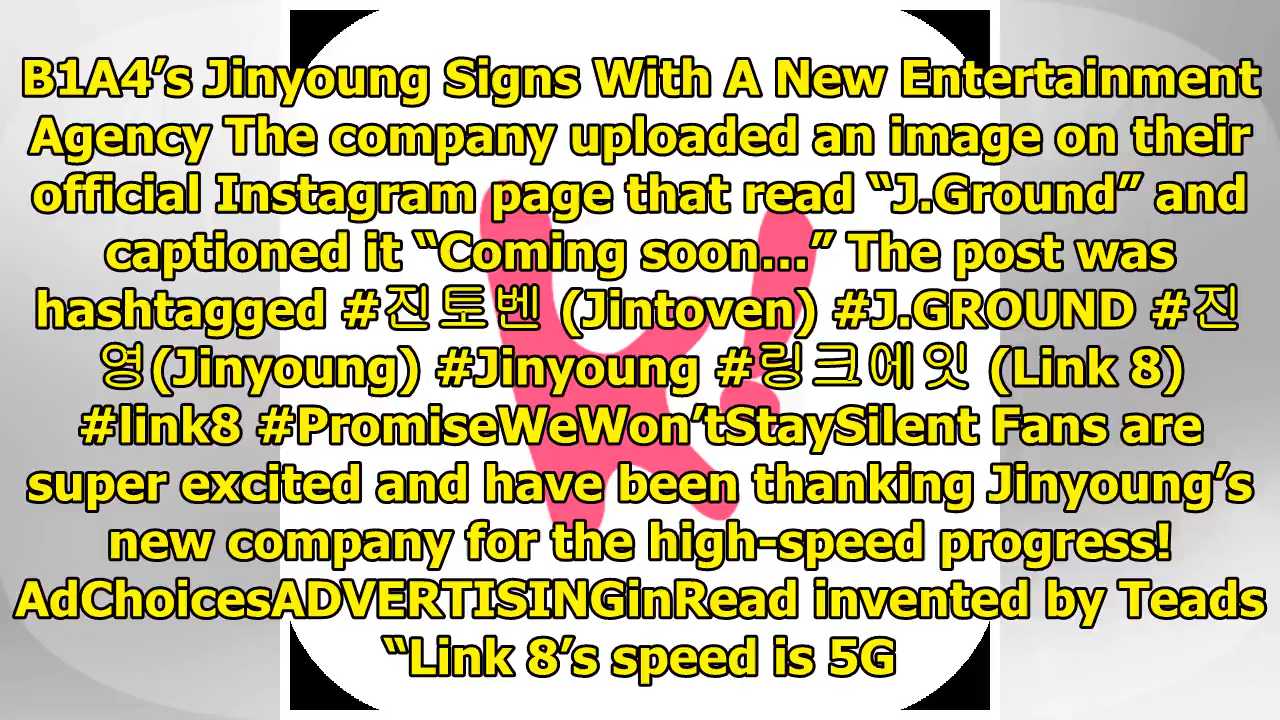 B1A4’s Jinyoung Signs With A New Entertainment
Agency The company uploaded an image on their
official Instagram page that read “J.Ground” and
captioned it “Coming soon…” The post was
hashtagged #진토벤 (Jintoven) #J.GROUND #진
영(Jinyoung) #Jinyoung #링크에잇 (Link 8)
#link8 #PromiseWeWon’tStaySilent Fans are
super excited and have been thanking Jinyoung’s
new company for the high-speed progress!
AdChoicesADVERTISINGinRead invented by Teads
“Link 8’s speed is 5G